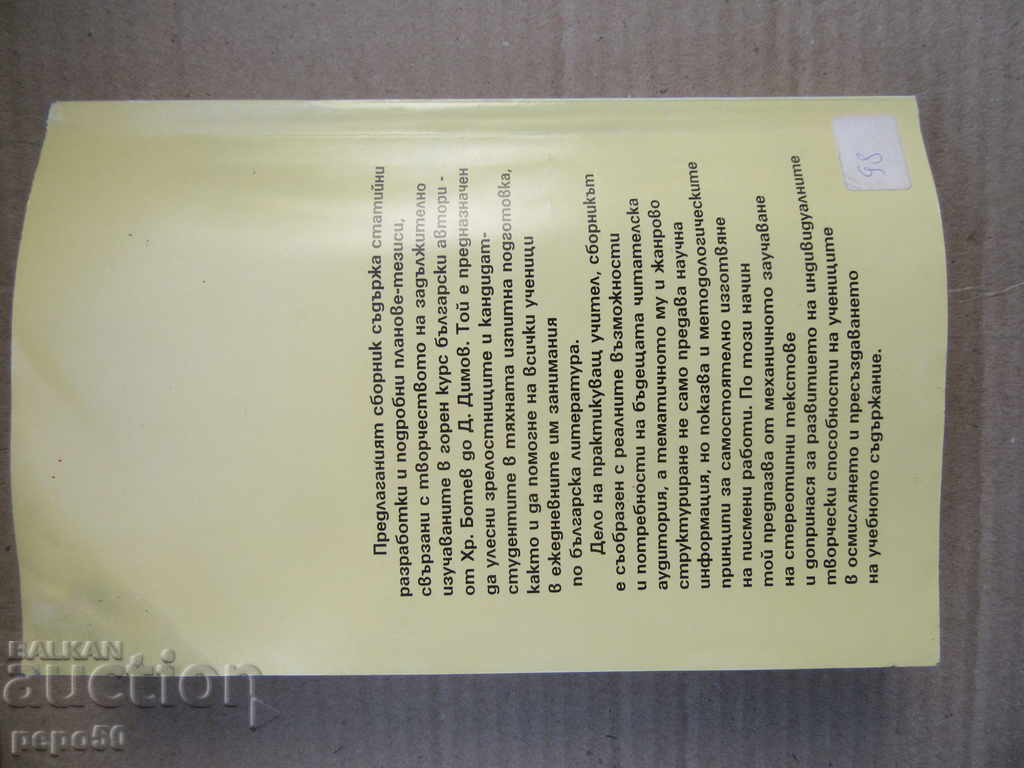 Предлаганият сборник съдържа статийни
разработки и подробни планове-тезиси,
свързани с творчеството на задължително
изучаваните в горен курс български автори -
от Хр. Ботев до Д. Димов. Той е предназначен
да улесни зрелостниците и кандидат-
студентите в тяхната изпитна подготовка,
както и да помогне на всички ученици
в ежедневните им занимания
по българска литература.
Дело на практикуващ учител, сборникът
е съобразен с реалните възможности
и потребности на бъдещата читателска
аудитория, а тематичното му и жанрово
структуриране не само предава научна
информация, но показва и методологическите
принципи за самостоятелно изготвяне
на писмени работи. По този начин
той предпазва от механичното заучаване
на стереотипни текстове
и допринася за развитието на индивидуалните
творчески способности на учениците
в осмислянето и пресъздаването
на учебното съдържание.
98
BALKAN
auction
pepo50